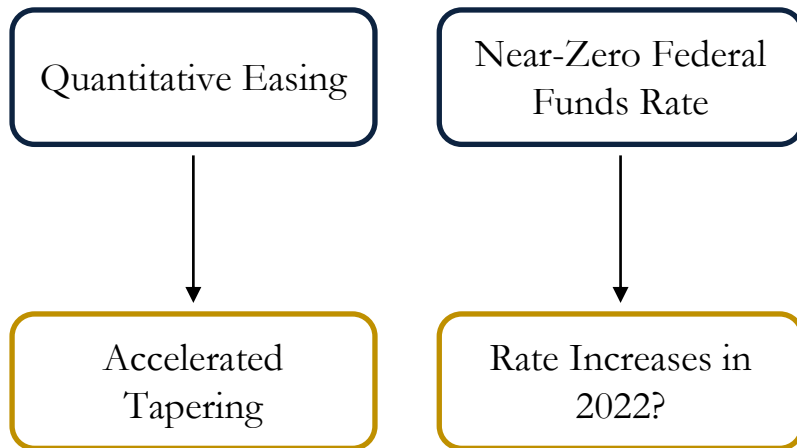 Quantitative Easing
Near-Zero Federal
Funds Rate
Accelerated
Tapering
Rate Increases in
2022?